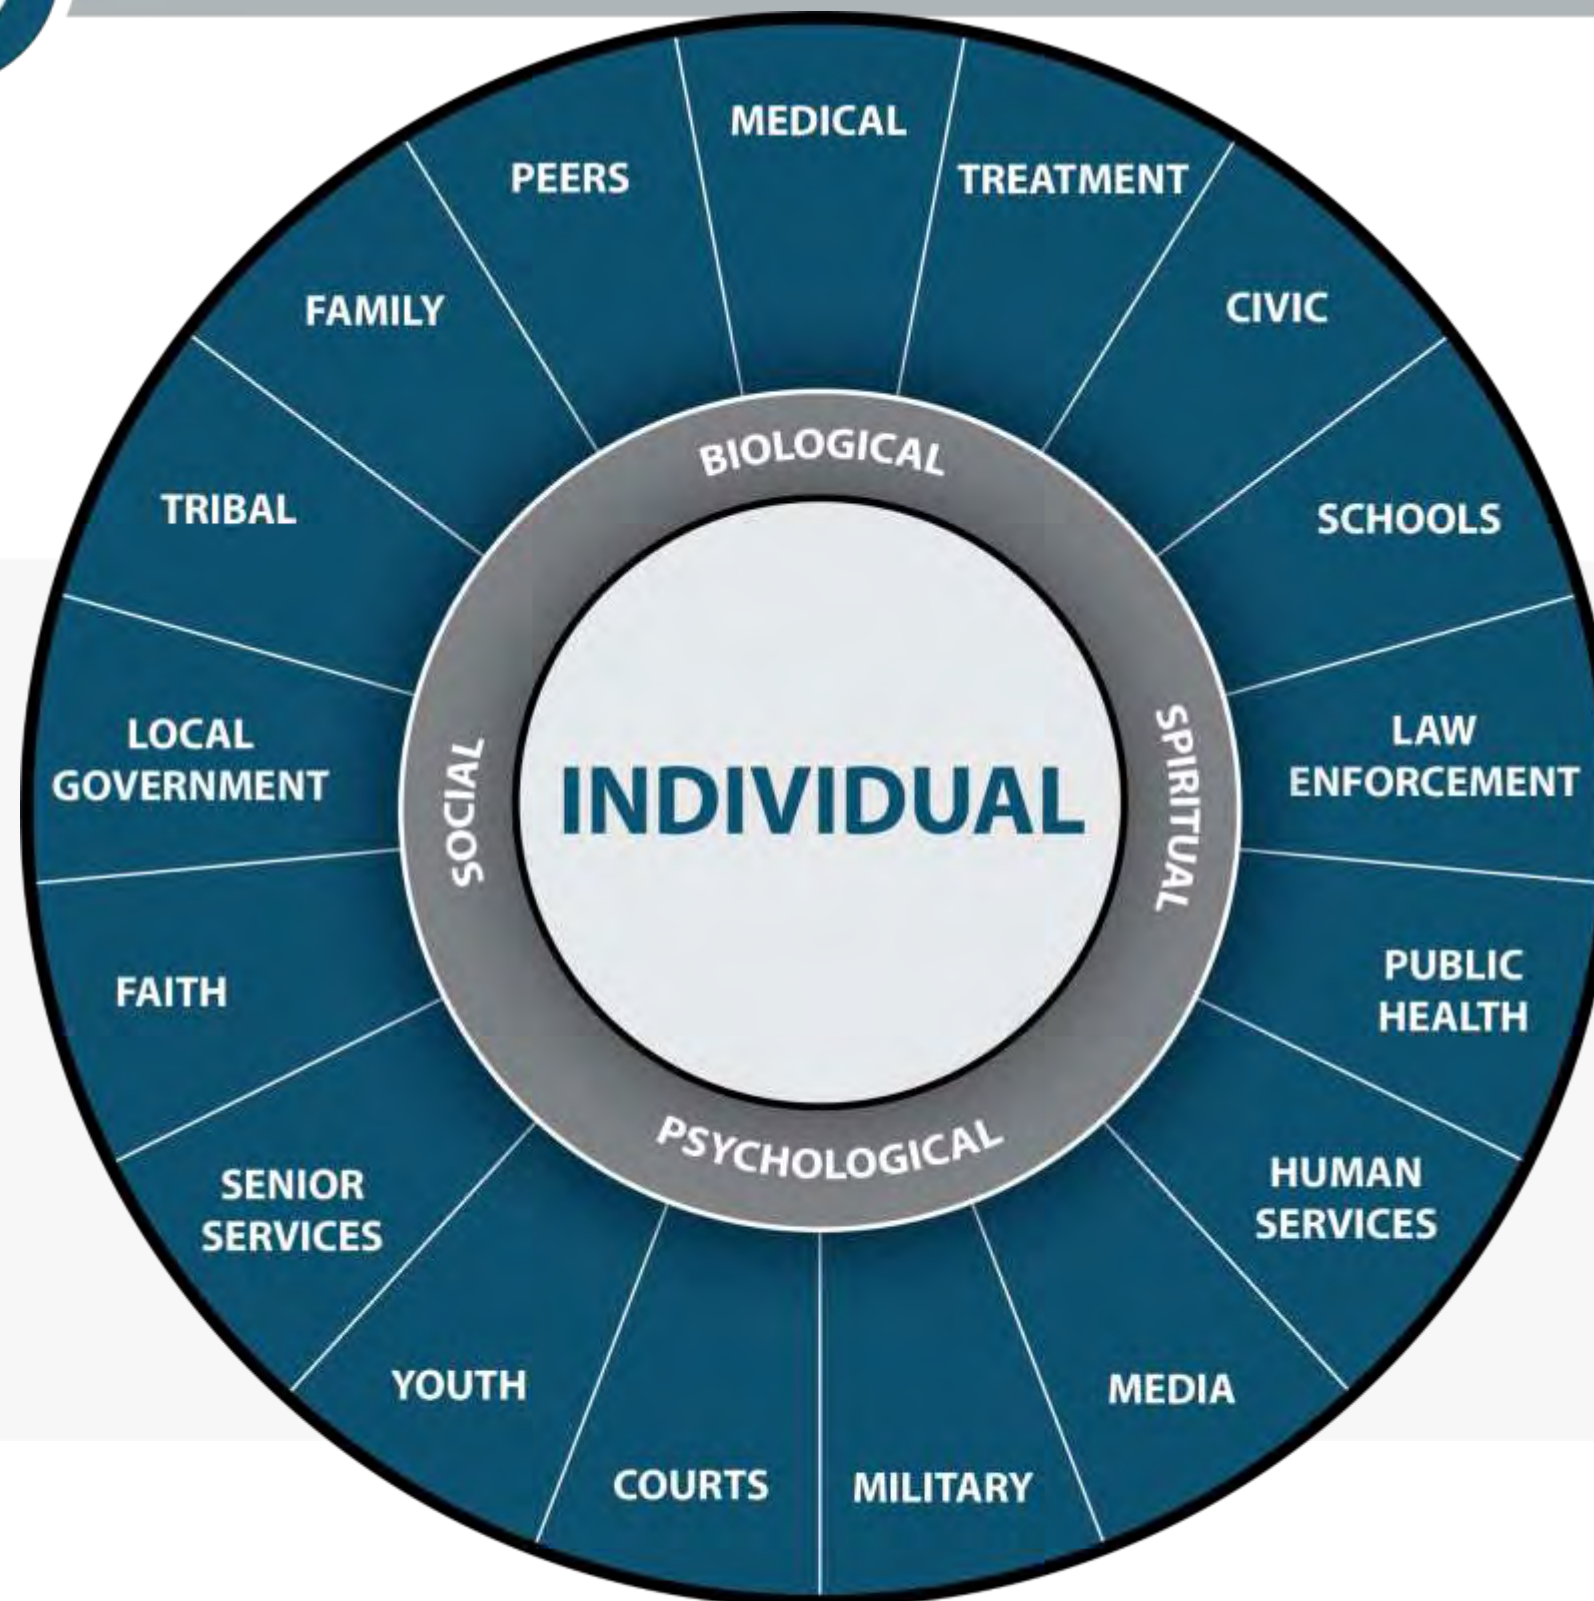 MEDICAL
TREATMENT
CIVIC
SCHOOLS
LAW
ENFORCEMENT
PUBLIC
HEALTH
HUMAN
SERVICES
MEDIA
MILITARY
COURTS
YOUTH
SENIOR
SERVICES
FAITH
LOCAL
GOVERNMENT
TRIBAL
FAMILY
PEERS
BIOLOGICAL
SPIRITUAL
PSYCHOLOGICAL
SOCIAL
INDIVIDUAL